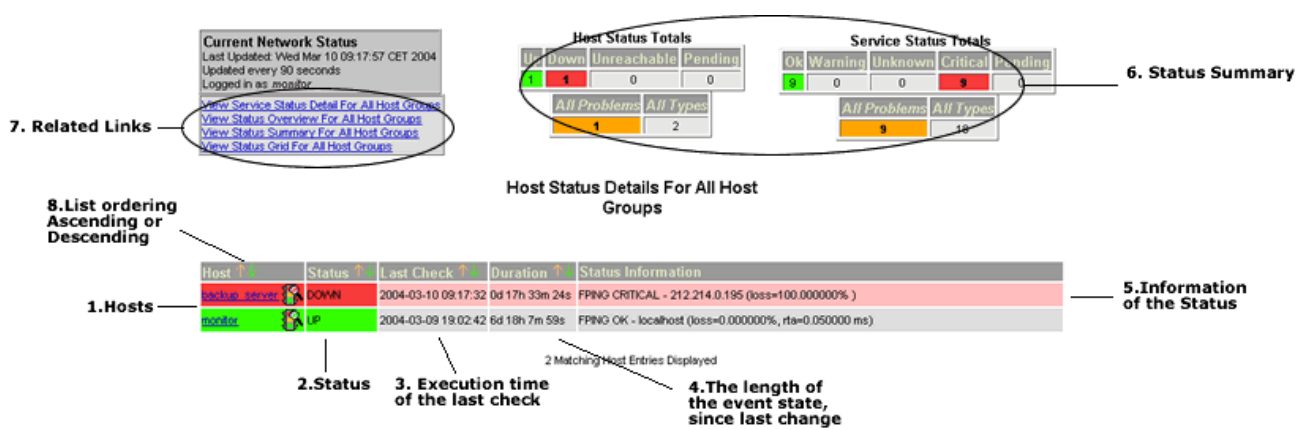 Current Network Status
Last Updated: Wed Mar 10 09:17:57 CET 2004
Updated every 90 seconds
Logged in as monitor
View Service Status Detail For All Host Groups
View Status Overview For All Host Groups
View Status Summary For All Host Groups
View Status Grid For All Host Groups
7. Related Links
Host Status Totals
Up Down Unreachable Pending
1 1 0 0
All Problems All Types
1 2
Service Status Totals
Ok Warning Unknown Critical Pending
9 0 0 9 0
All Problems All Types
9 18
6. Status Summary
Host Status Details For All Host
Groups
8.List ordering
Ascending or
Descending
Host Status Last Check Duration Status Information
backup_server DOWN 2004-03-10 09:17:32 0d 17h 33m 24s FPING CRITICAL - 212.214.0.195 (loss=100.000000% )
monitor UP 2004-03-09 19:02:42 6d 18h 7m 59s FPING OK - localhost (loss=0.000000%, rta=0.050000 ms)
1.Hosts
5.Information
of the Status
2 Matching Host Entries Displayed
2.Status
3. Execution time
of the last check
4.The length of
the event state,
since last change